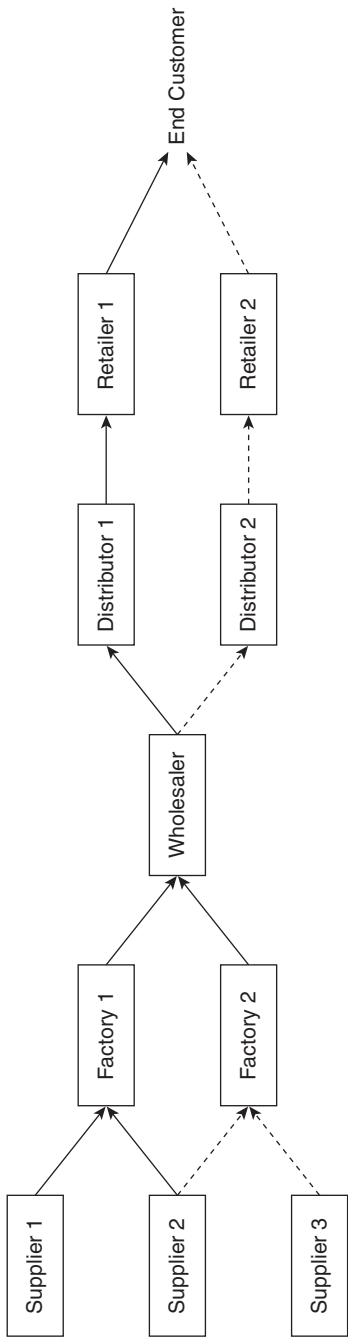 Supplier 1
Supplier 2
Supplier 3
Factory 1
Factory 2
Wholesaler
Distributor 1
Distributor 2
Retailer 1
Retailer 2
End Customer